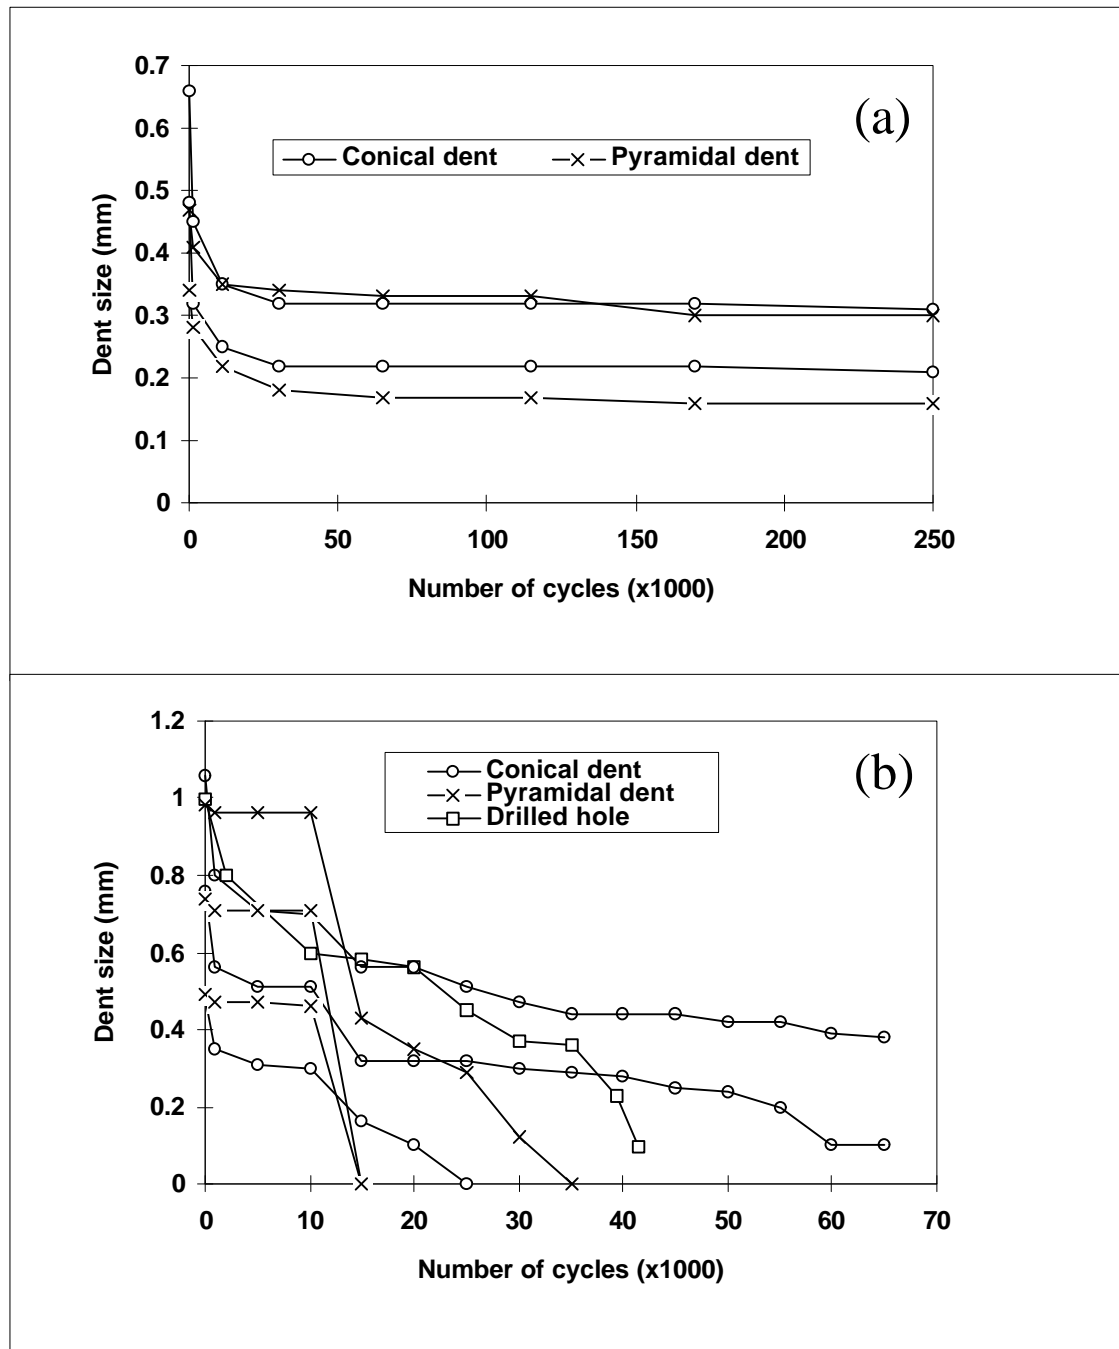 (a)
0.7
0.6
0.5
0.4
0.3
0.2
0.1
0
Dent size (mm)
Conical dent Pyramidal dent
0 50 100 150 200 250
Number of cycles (x1000)
(b)
1.2
1
0.8
0.6
0.4
0.2
0
Dent size (mm)
Conical dent
Pyramidal dent
Drilled hole
0 10 20 30 40 50 60 70
Number of cycles (x1000)